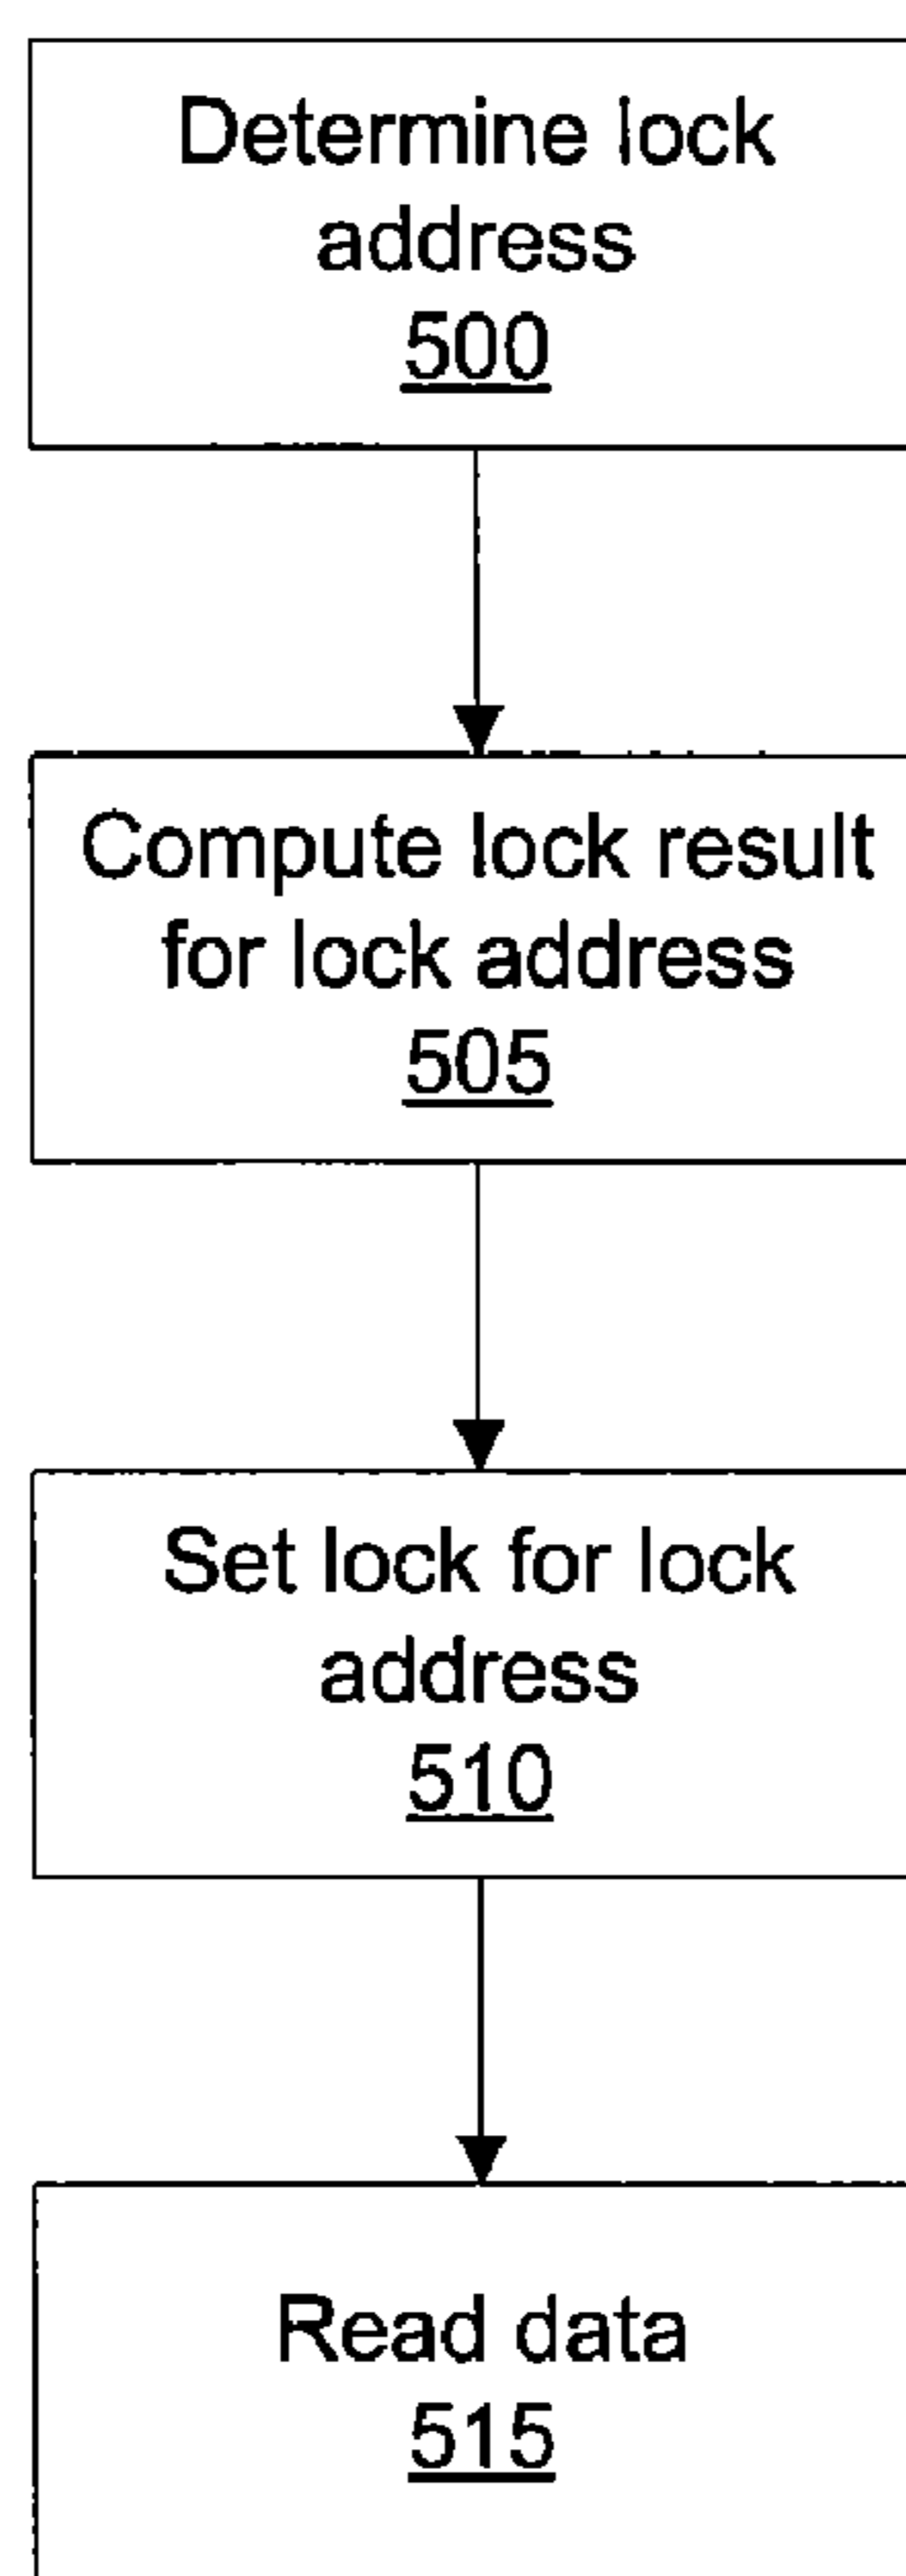 Determine lock
address
500
Compute lock result
for lock address
505
Set lock for lock
address
510
Read data
515